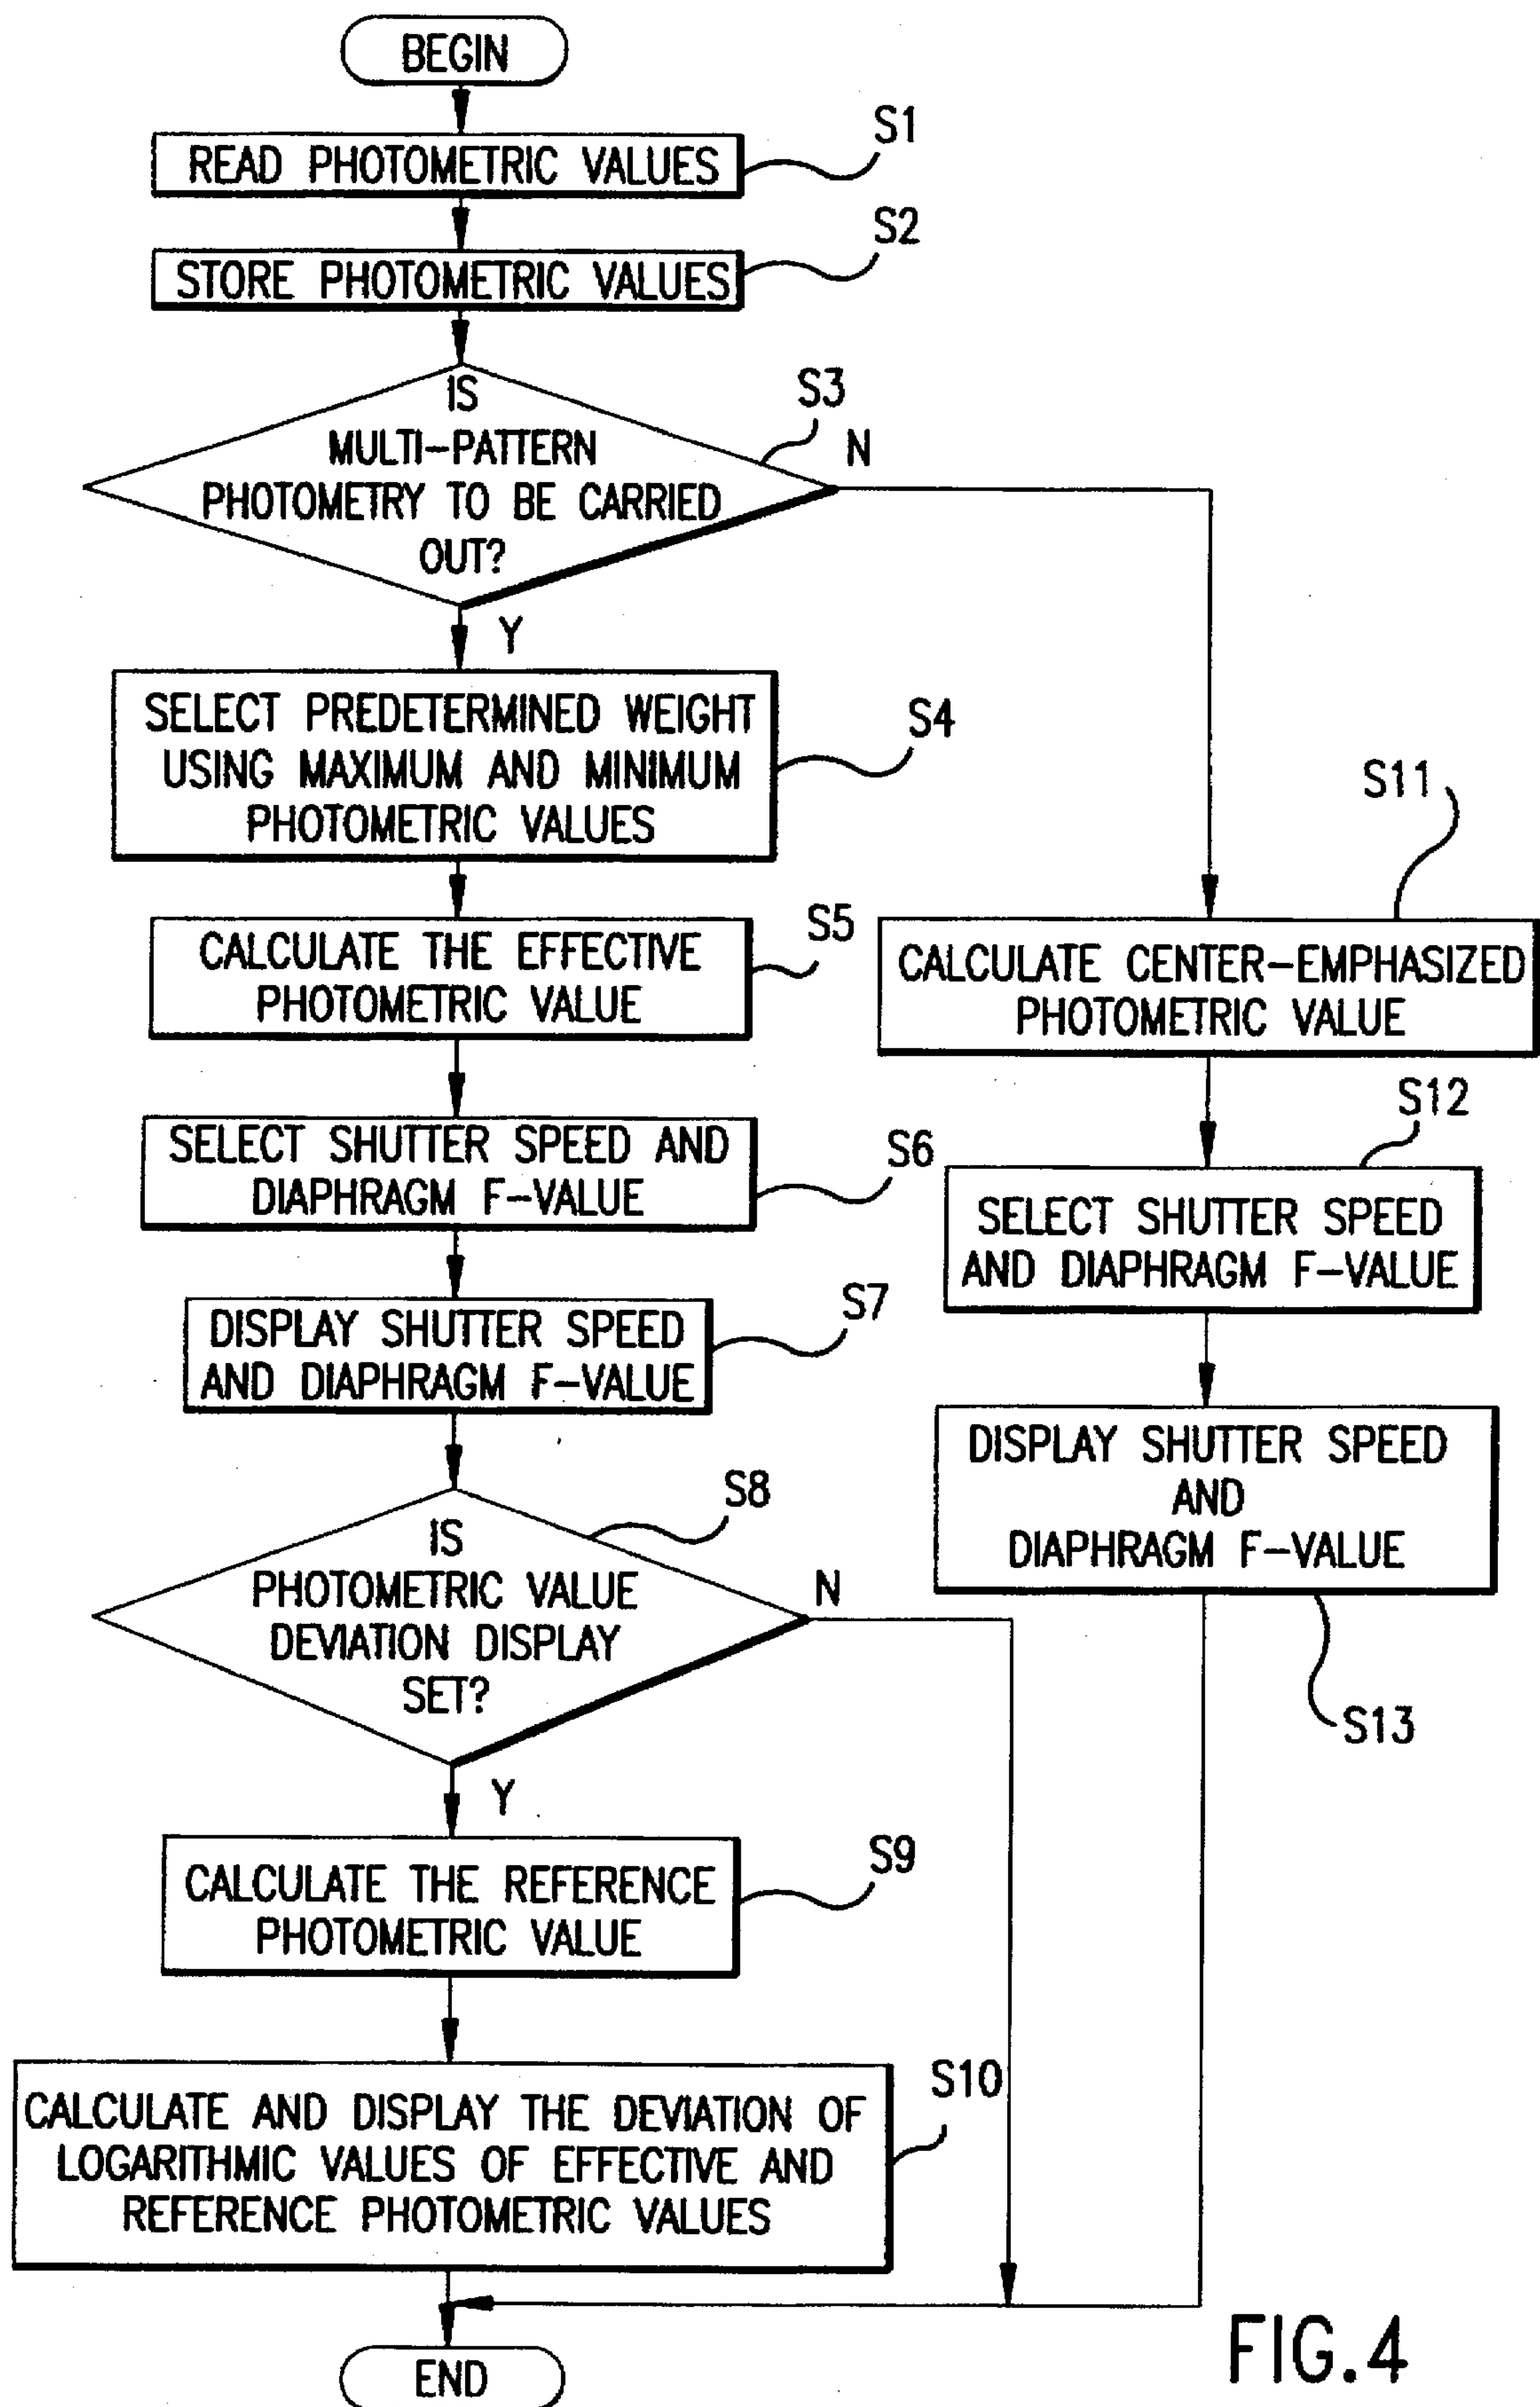 BEGIN
READ PHOTOMETRIC VALUES
S1
STORE PHOTOMETRIC VALUES
S2
IS
MULTI-PATTERN
PHOTOMETRY TO BE CARRIED
OUT?
S3
N
Y
SELECT PREDETERMINED WEIGHT
USING MAXIMUM AND MINIMUM
PHOTOMETRIC VALUES
S4
CALCULATE THE EFFECTIVE
PHOTOMETRIC VALUE
S5
SELECT SHUTTER SPEED AND
DIAPHRAGM F-VALUE
S6
DISPLAY SHUTTER SPEED
AND DIAPHRAGM F-VALUE
S7
IS
PHOTOMETRIC VALUE
DEVIATION DISPLAY
SET?
S8
N
Y
CALCULATE THE REFERENCE
PHOTOMETRIC VALUE
S9
CALCULATE AND DISPLAY THE DEVIATION OF
LOGARITHMIC VALUES OF EFFECTIVE AND
REFERENCE PHOTOMETRIC VALUES
S10
S11
CALCULATE CENTER-EMPHASIZED
PHOTOMETRIC VALUE
S12
SELECT SHUTTER SPEED
AND DIAPHRAGM F-VALUE
DISPLAY SHUTTER SPEED
AND
DIAPHRAGM F-VALUE
S13
END
FIG.4